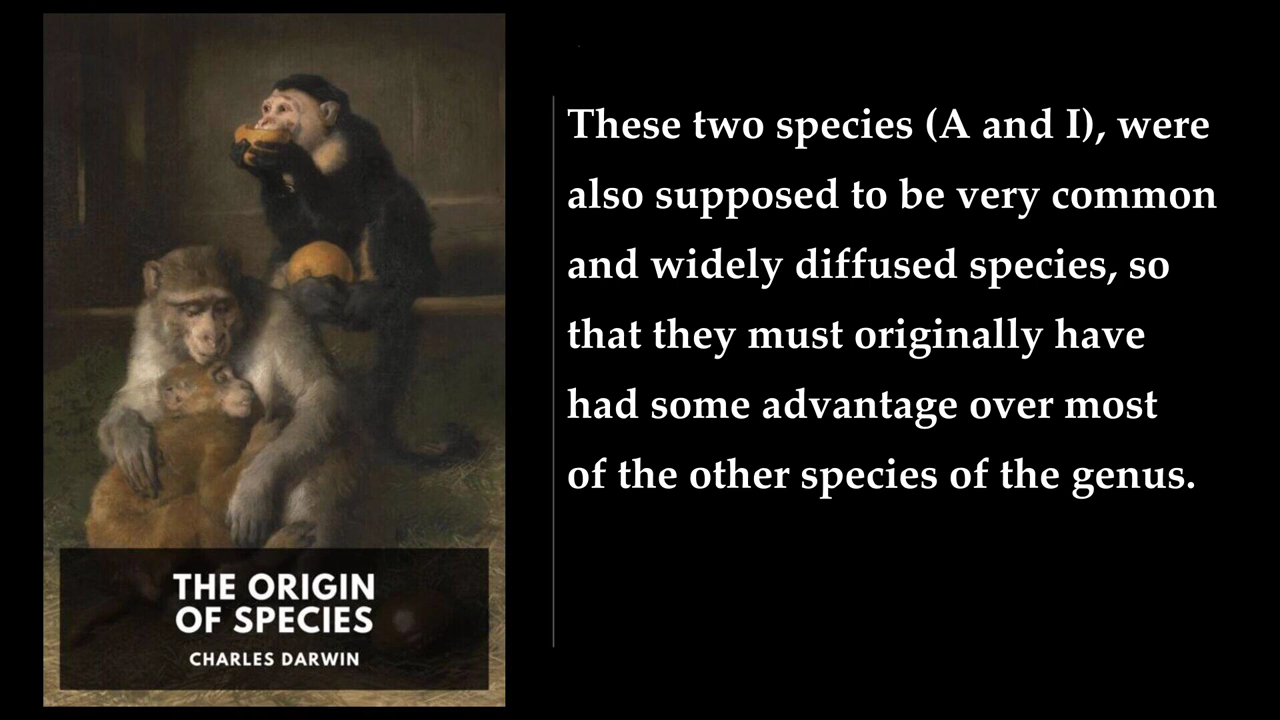 These two species (A and I), were
also supposed to be very common
and widely diffused species, so
that they must originally have
had some advantage over most
of the other species of the genus.
THE ORIGIN
OF SPECIES
CHARLES DARWIN